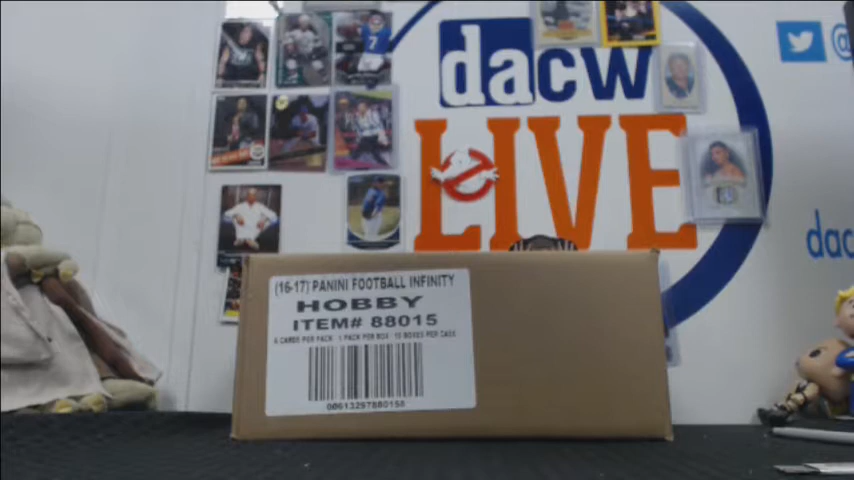 dacw
LIVE
@
dacw
(16-17) PANINI FOOTBALL INFINITY
HOBBY
ITEM# 88015
6 CARDS PER PACK - 1 PACK PER BOX - 10 BOXES PER CASE